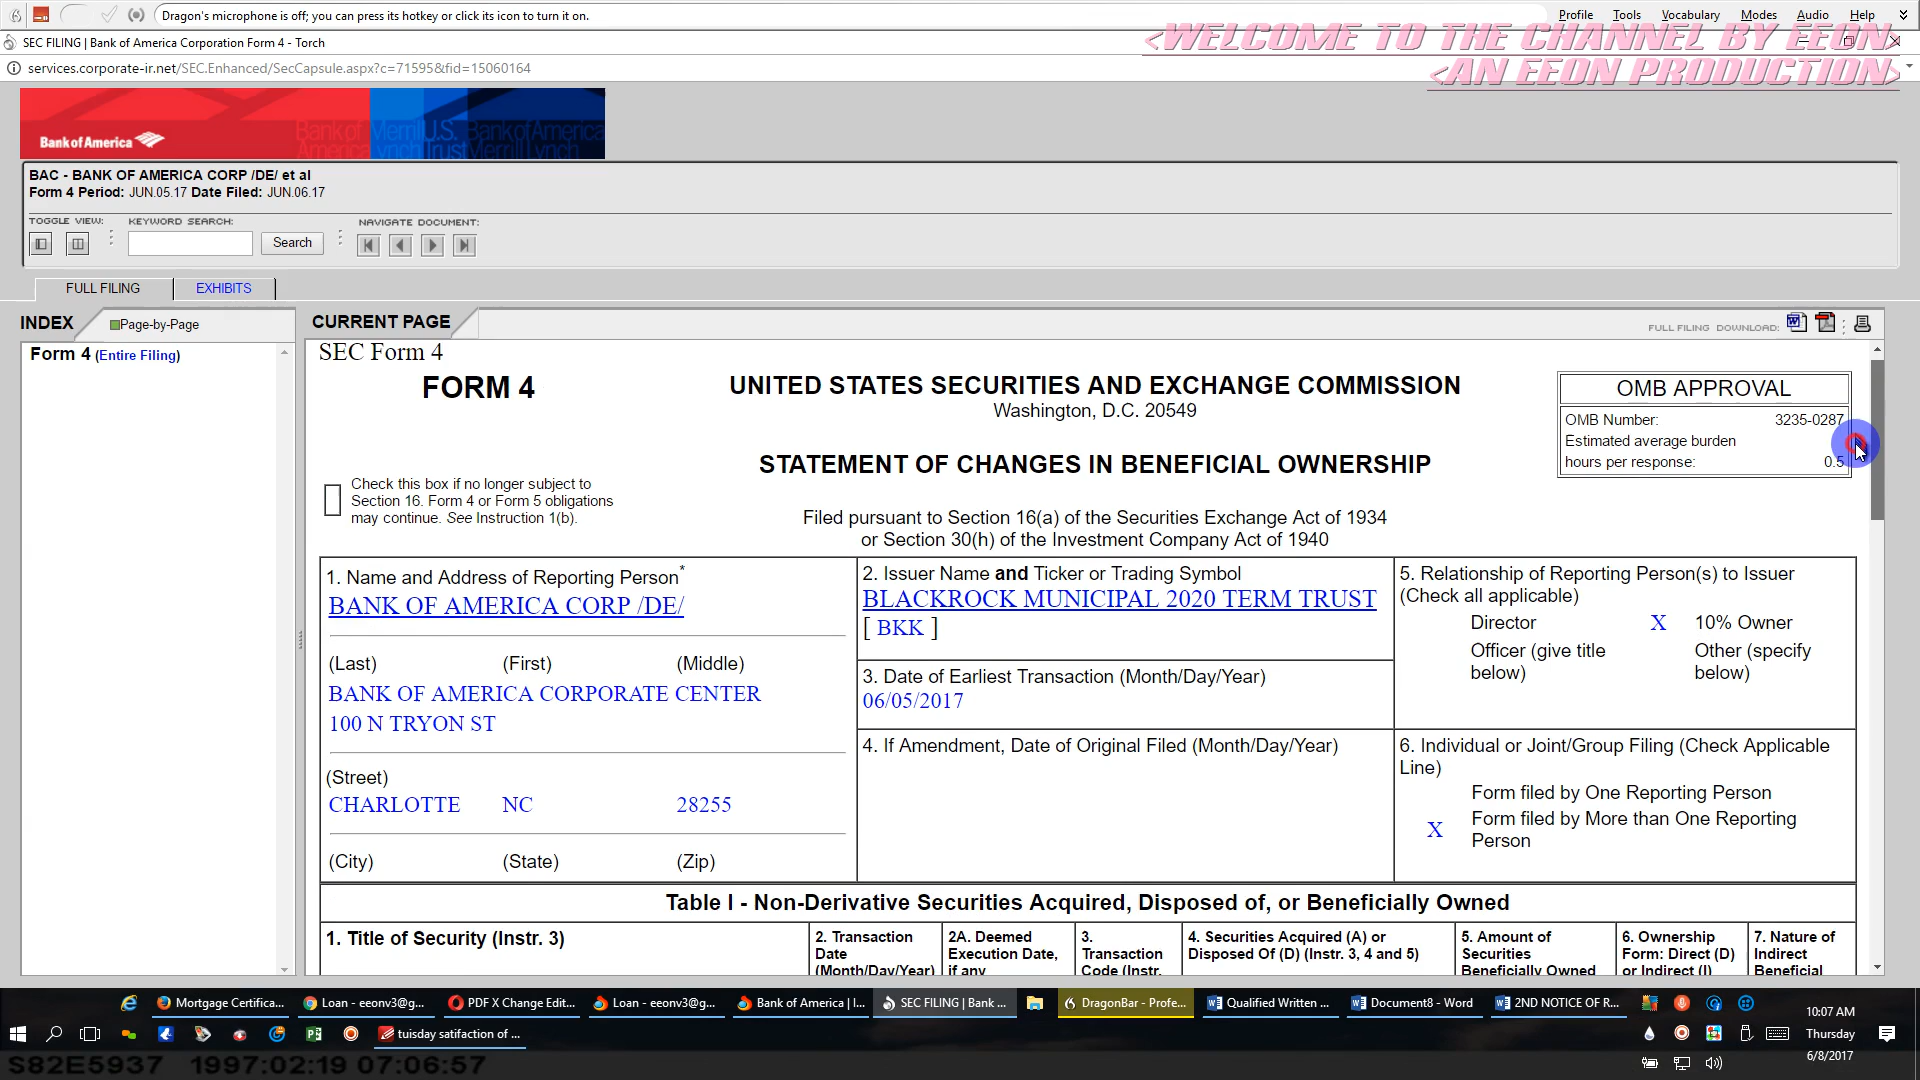 Dragon's microphone is off; you can press its hotkey or click its icon to turn it on.
Profile Tools Vocabulary Modes Audio Help
<WELCOME TO THE CHANNEL BY EEON>
<AN EEON PRODUCTION>
SEC FILING | Bank of America Corporation Form 4 - Torch
services.corporate-ir.net/SEC.Enhanced/SecCapsule.aspx?c=71595&fid=15060164
Bank of America
BAC - BANK OF AMERICA CORP /DE/ et al
Form 4 Period: JUN.05.17 Date Filed: JUN.06.17
TOGGLE VIEW: KEYWORD SEARCH: NAVIGATE DOCUMENT:
Search
FULL FILING EXHIBITS
INDEX Page-by-Page CURRENT PAGE FULL FILING DOWNLOAD:
Form 4 (Entire Filing)
SEC Form 4
FORM 4
UNITED STATES SECURITIES AND EXCHANGE COMMISSION
Washington, D.C. 20549
STATEMENT OF CHANGES IN BENEFICIAL OWNERSHIP
Filed pursuant to Section 16(a) of the Securities Exchange Act of 1934
or Section 30(h) of the Investment Company Act of 1940
OMB APPROVAL
OMB Number: 3235-0287
Estimated average burden
hours per response: 0.5
Check this box if no longer subject to
Section 16. Form 4 or Form 5 obligations
may continue. See Instruction 1(b).
1. Name and Address of Reporting Person*
BANK OF AMERICA CORP /DE/
(Last) (First) (Middle)
BANK OF AMERICA CORPORATE CENTER
100 N TRYON ST
(Street)
CHARLOTTE NC 28255
(City) (State) (Zip)
2. Issuer Name and Ticker or Trading Symbol
BLACKROCK MUNICIPAL 2020 TERM TRUST
[ BKK ]
3. Date of Earliest Transaction (Month/Day/Year)
06/05/2017
4. If Amendment, Date of Original Filed (Month/Day/Year)
5. Relationship of Reporting Person(s) to Issuer
(Check all applicable)
Director X 10% Owner
Officer (give title below) Other (specify below)
6. Individual or Joint/Group Filing (Check Applicable
Line)
Form filed by One Reporting Person
X Form filed by More than One Reporting
Person
Table I - Non-Derivative Securities Acquired, Disposed of, or Beneficially Owned
1. Title of Security (Instr. 3)
2. Transaction
Date
(Month/Day/Year)
2A. Deemed
Execution Date,
if any
3.
Transaction
Code (Instr.
4. Securities Acquired (A) or
Disposed Of (D) (Instr. 3, 4 and 5)
5. Amount of
Securities
Beneficially Owned
6. Ownership
Form: Direct (D)
or Indirect (I)
7. Nature of
Indirect
Beneficial
Mortgage Certifica...
Loan - eeonv3@g...
PDF X Change Edit...
Loan - eeonv3@g...
Bank of America | I...
SEC FILING | Bank ...
DragonBar - Profe...
Qualified Written ...
Document8 - Word
2ND NOTICE OF R...
tuisday satifaction of ...
10:07 AM
Thursday
6/8/2017
S82E5937 1997:02:19 07:06:57